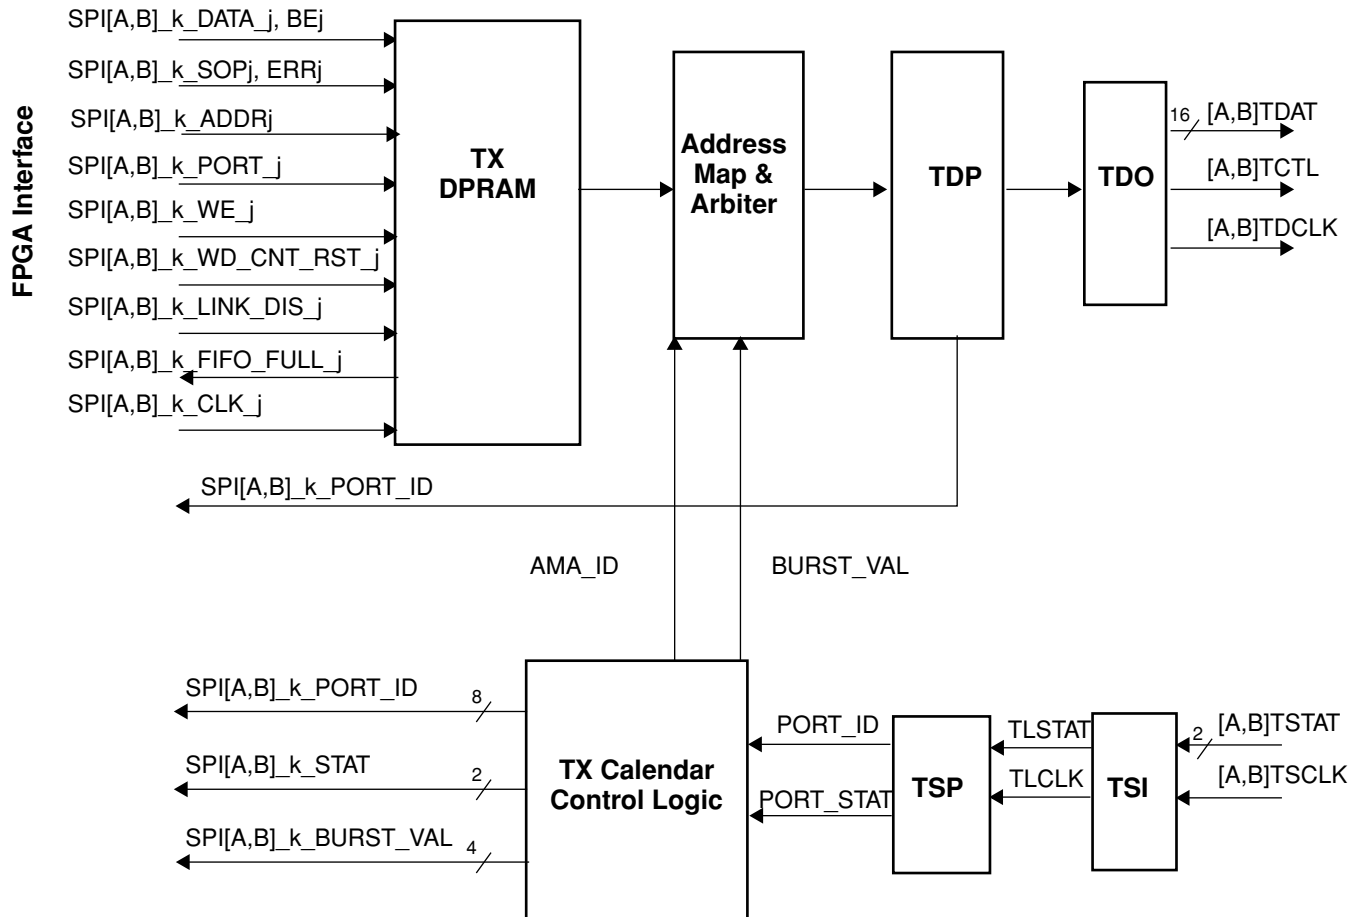 FPGA Interface
SPI[A,B]_k_DATA_j, BEj
SPI[A,B]_k_SOPj, ERRj
SPI[A,B]_k_ADDRj
SPI[A,B]_k_PORT_j
SPI[A,B]_k_WE_j
SPI[A,B]_k_WD_CNT_RST_j
SPI[A,B]_k_LINK_DIS_j
SPI[A,B]_k_FIFO_FULL_j
SPI[A,B]_k_CLK_j
TX
DPRAM
Address
Map &
Arbiter
TDP
TDO
16
[A,B]TDAT
[A,B]TCTL
[A,B]TDCLK
SPI[A,B]_k_PORT_ID
AMA_ID
BURST_VAL
SPI[A,B]_k_PORT_ID
8
SPI[A,B]_k_STAT
2
SPI[A,B]_k_BURST_VAL
4
TX Calendar
Control Logic
PORT_ID
PORT_STAT
TSP
TLSTAT
TLCLK
TSI
2
[A,B]TSTAT
[A,B]TSCLK